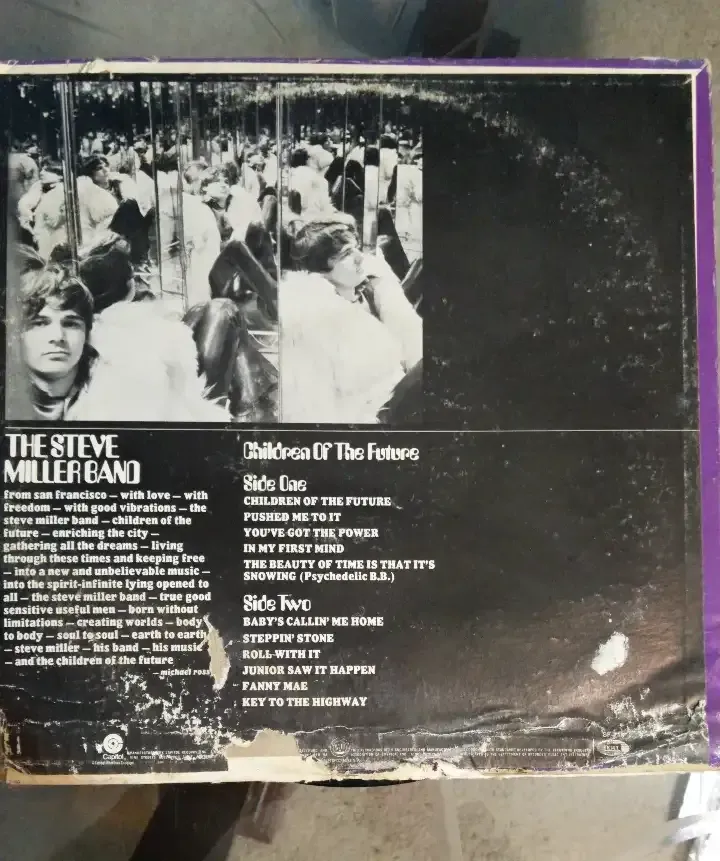 THE STEVE
MILLER BAND
from san francisco — with love — with
freedom — with good vibrations — the
steve miller band — children of the
future — enriching the city —
gathering all the dreams — living
through these times and keeping free
— into a new and unbelievable music —
into the spirit-infinite lying opened to
all — the steve miller band — true good
sensitive useful men — born without
limitations — creating worlds — body
to body — soul to soul — earth to earth
— steve miller — his band — his music
— and the children of the future
— michael ross
Children Of The Future
Side One
CHILDREN OF THE FUTURE
PUSHED ME TO IT
YOU'VE GOT THE POWER
IN MY FIRST MIND
THE BEAUTY OF TIME IS THAT IT'S
SNOWING (Psychedelic B.B.)
Side Two
BABY'S CALLIN' ME HOME
STEPPIN' STONE
ROLL WITH IT
JUNIOR SAW IT HAPPEN
FANNY MAE
KEY TO THE HIGHWAY
Capitol